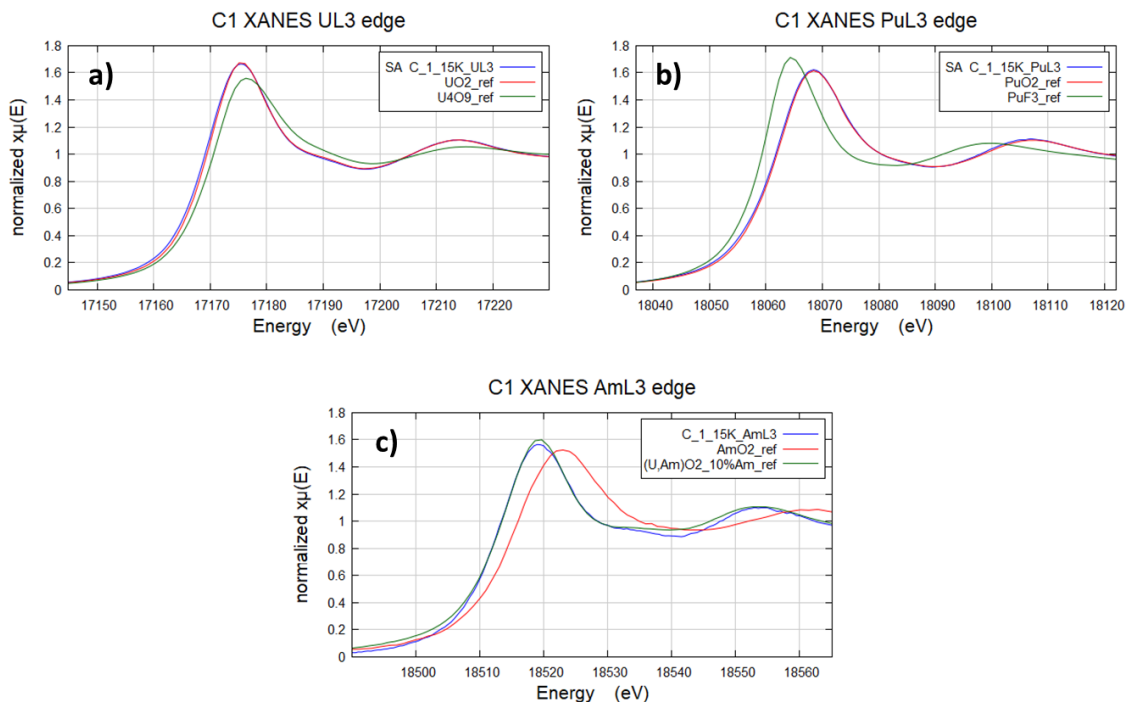 C1 XANES UL3 edge
a)
SA C_1_15K_UL3
UO2_ref
U4O9_ref
normalized xμ(E)
1.8
1.6
1.4
1.2
1
0.8
0.6
0.4
0.2
0
17150 17160 17170 17180 17190 17200 17210 17220
Energy (eV)
C1 XANES PuL3 edge
b)
SA C_1_15K_PuL3
PuO2_ref
PuF3_ref
normalized xμ(E)
1.8
1.6
1.4
1.2
1
0.8
0.6
0.4
0.2
0
18040 18050 18060 18070 18080 18090 18100 18110 18120
Energy (eV)
C1 XANES AmL3 edge
c)
C_1_15K_AmL3
AmO2_ref
(U,Am)O2_10%Am_ref
normalized xμ(E)
1.8
1.6
1.4
1.2
1
0.8
0.6
0.4
0.2
0
18500 18510 18520 18530 18540 18550 18560
Energy (eV)